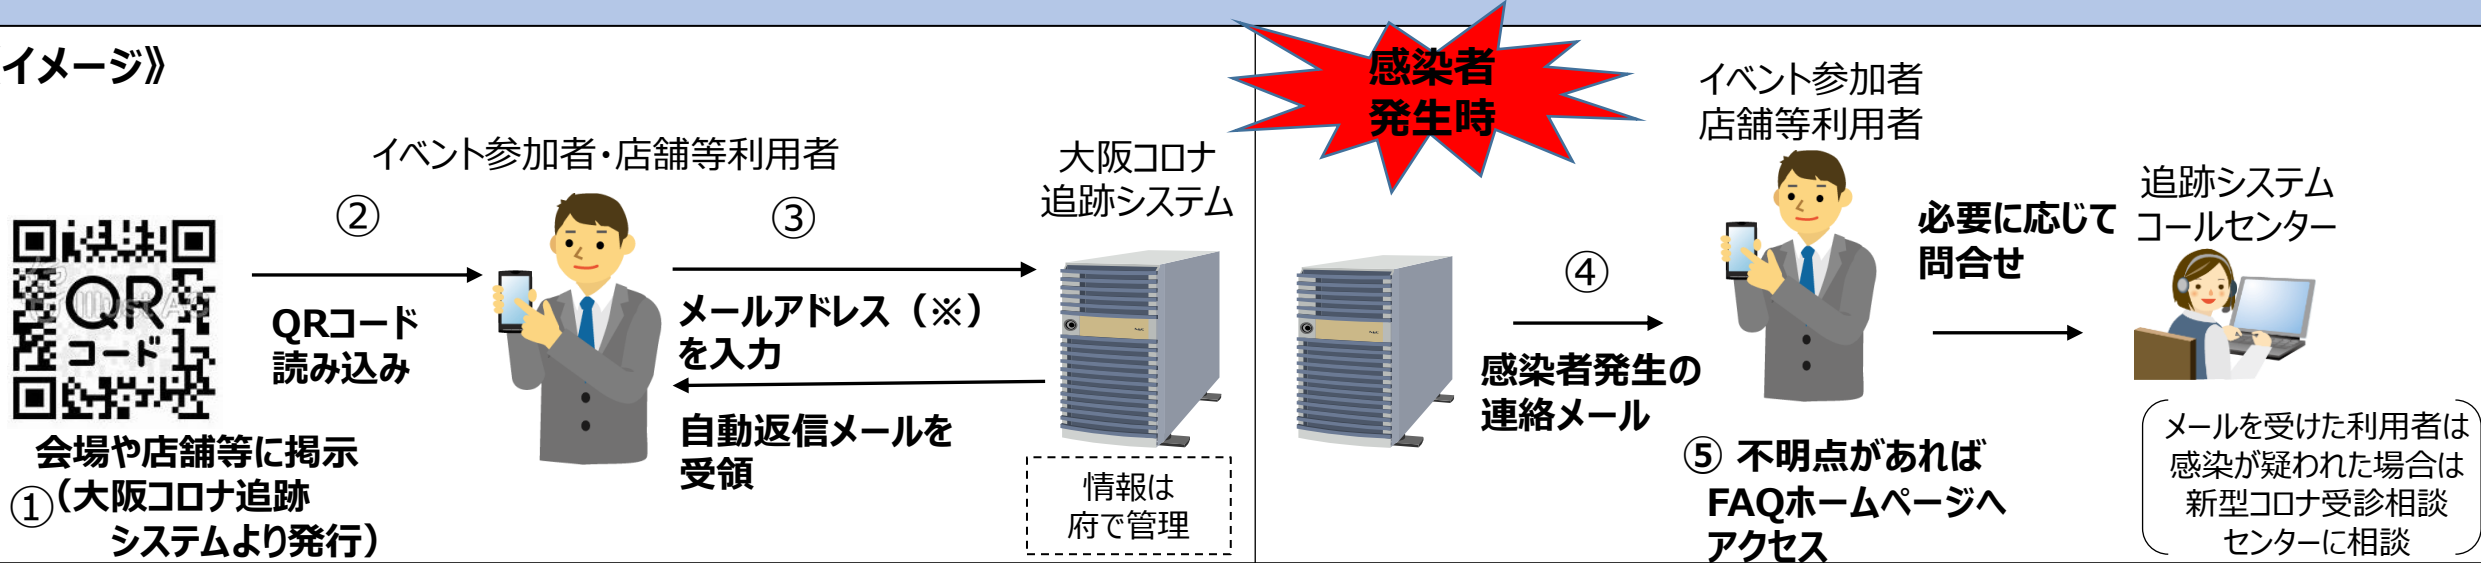 イメージ》
イベント参加者・店舗等利用者
②
③
大阪コロナ
追跡システム
QR
コード
QRコード
読み込み
メールアドレス（※）
を入力
自動返信メールを
受領
会場や店舗等に掲示
①（大阪コロナ追跡
システムより発行）
情報は
府で管理
感染者
発生時
イベント参加者
店舗等利用者
④
感染者発生の
連絡メール
必要に応じて
問合せ
追跡システム
コールセンター
⑤ 不明点があれば
FAQホームページへ
アクセス
メールを受けた利用者は
感染が疑われた場合は
新型コロナ受診相談
センターに相談